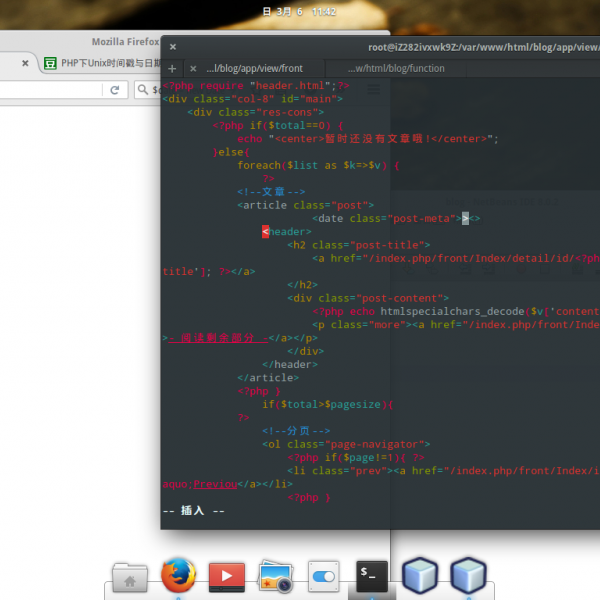 日 3月 6 11:42
Mozilla Firefox
PHP下Unix时间戳与日期
root@iZ282ivxwk9Z:/var/www/html/blog/app/view/
...l/blog/app/view/front
...w/html/blog/function
<?php require "header.html";?>
<div class="col-8" id="main">
<div class="res-cons">
<?php if($total==0) {
echo "<center>暂时还没有文章哦!</center>";
}else{
foreach($list as $k=>$v) {
?>
<!--文章-->
<article class="post">
<date class="post-meta">><>
<header>
<h2 class="post-title">
<a href="/index.php/front/Index/detail/id/<?p
title']; ?></a>
</h2>
<div class="post-content">
<?php echo htmlspecialchars_decode($v['content
<p class="more"><a href="/index.php/front/Inde
>- 阅读剩余部分 -</a></p>
</div>
</header>
</article>
<?php }
if($total>$pagesize){
?>
<!--分页-->
<ol class="page-navigator">
<?php if($page!=1){ ?>
<li class="prev"><a href="/index.php/front/Index/i
aquo;Previou</a></li>
<?php }
-- 插入 --